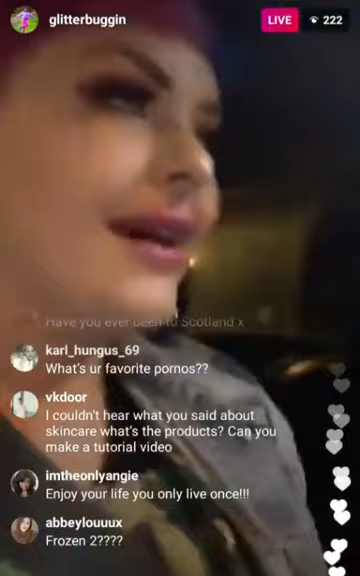 glitterbuggin
LIVE 222
Have you ever been to Scotland x
karl_hungus_69
What's ur favorite pornos??
vkdoor
I couldn't hear what you said about
skincare what's the products? Can you
make a tutorial video
imtheonlyangie
Enjoy your life you only live once!!!
abbeylouuux
Frozen 2????